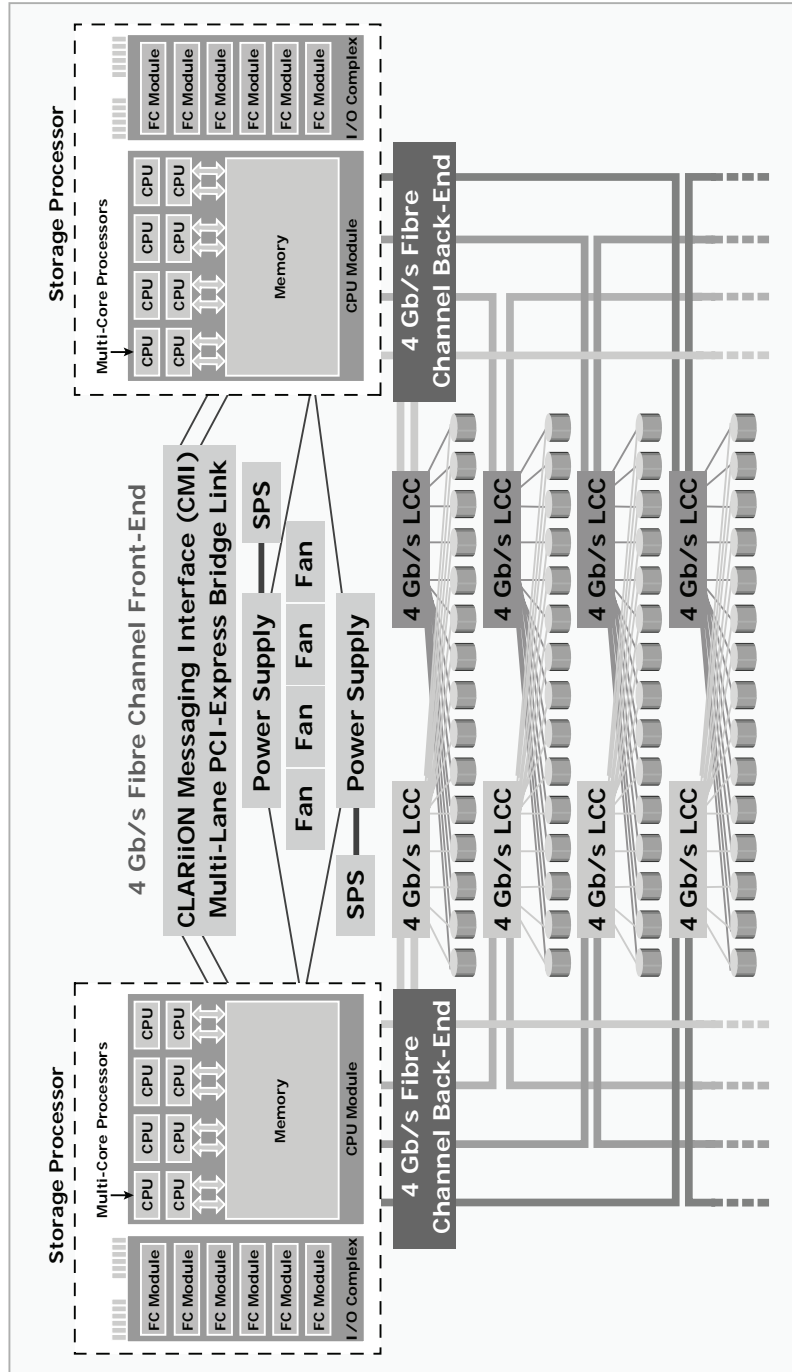 Storage Processor
Multi-Core Processors
CPU
CPU
CPU
CPU
CPU
CPU
CPU
CPU
Memory
CPU Module
FC Module
FC Module
FC Module
FC Module
FC Module
FC Module
I/O Complex
4 Gb/s Fibre Channel Front-End
CLARiiON Messaging Interface (CMI)
Multi-Lane PCI-Express Bridge Link
Power Supply
SPS
Fan
Fan
Fan
Fan
SPS
Power Supply
Storage Processor
Multi-Core Processors
CPU
CPU
CPU
CPU
CPU
CPU
CPU
CPU
Memory
CPU Module
FC Module
FC Module
FC Module
FC Module
FC Module
FC Module
I/O Complex
4 Gb/s Fibre
Channel Back-End
4 Gb/s Fibre
Channel Back-End
4 Gb/s LCC
4 Gb/s LCC
4 Gb/s LCC
4 Gb/s LCC
4 Gb/s LCC
4 Gb/s LCC
4 Gb/s LCC
4 Gb/s LCC